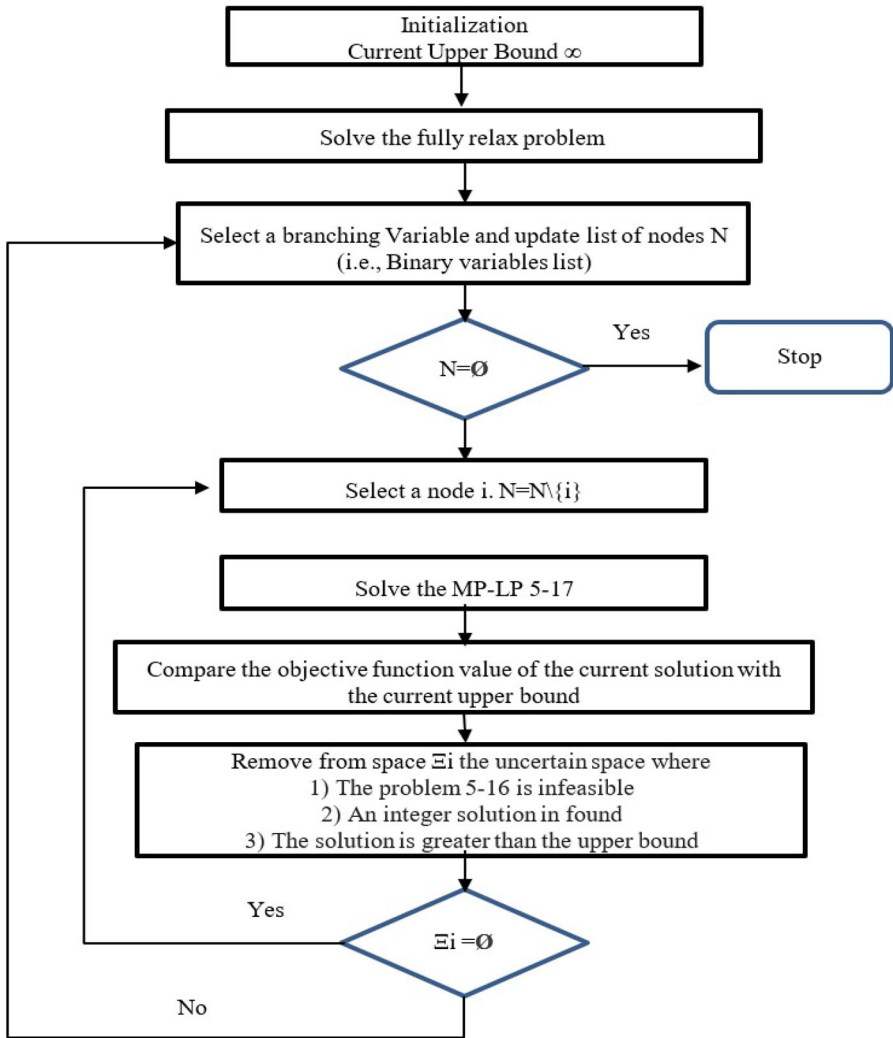 Initialization
Current Upper Bound ∞
Solve the fully relax problem
Select a branching Variable and update list of nodes N
(i.e., Binary variables list)
N=Ø
Yes
Stop
Select a node i. N=N\{i}
Solve the MP-LP 5-17
Compare the objective function value of the current solution with
the current upper bound
Remove from space Ξi the uncertain space where
1) The problem 5-16 is infeasible
2) An integer solution in found
3) The solution is greater than the upper bound
Yes
Ξi =Ø
No